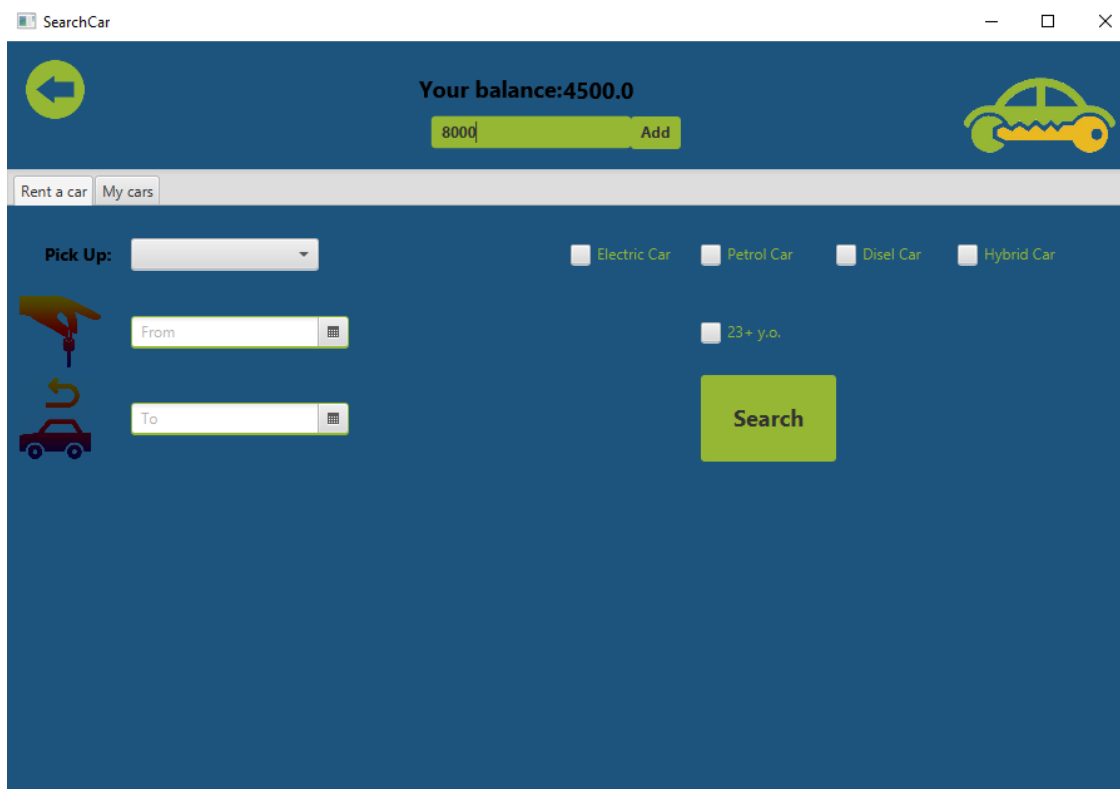 SearchCar
Your balance:4500.0
8000 Add
Rent a car My cars
Pick Up: Electric Car Petrol Car Disel Car Hybrid Car
From 23+ y.o.
To Search